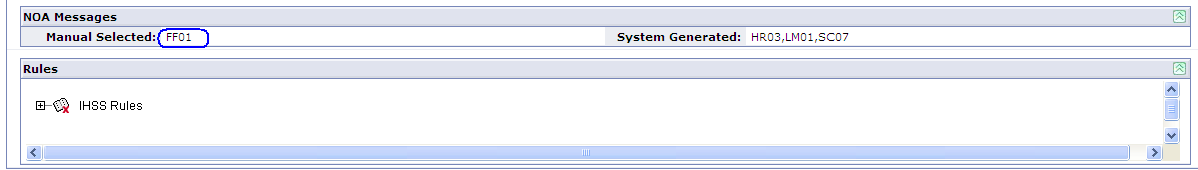 NOA Messages
Manual Selected: FF01 System Generated: HR03,LM01,SC07
Rules
IHSS Rules